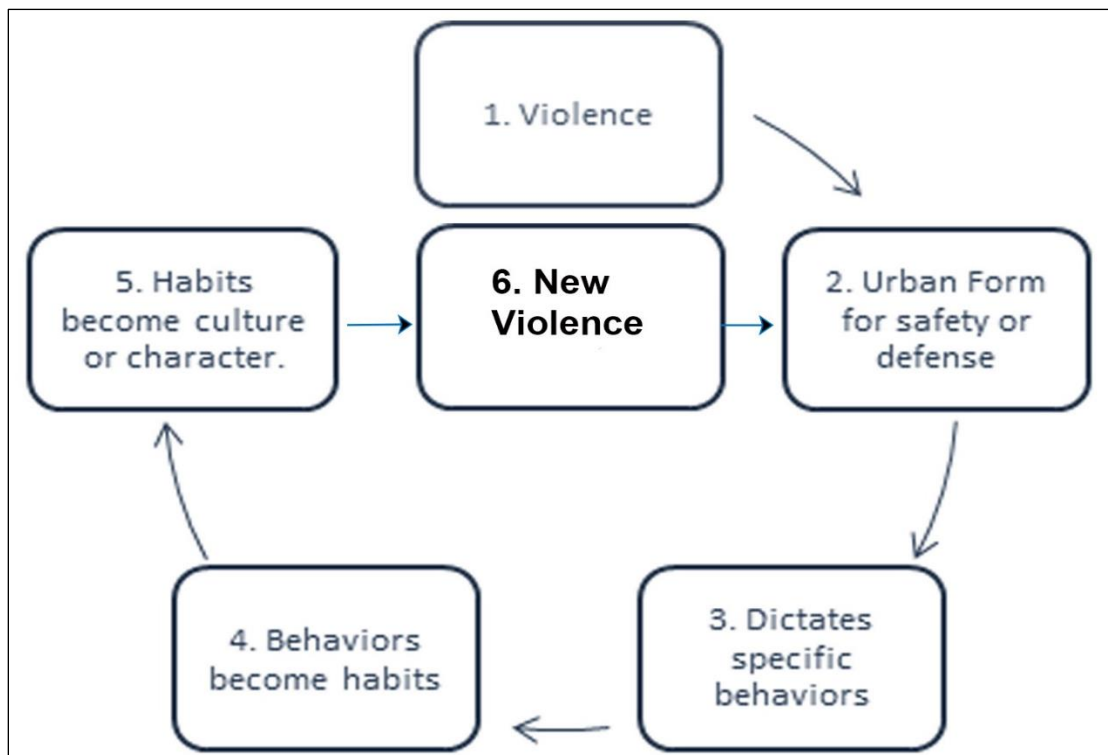 1. Violence
2. Urban Form
for safety or
defense
3. Dictates
specific
behaviors
4. Behaviors
become habits
5. Habits
become culture
or character.
6. New
Violence